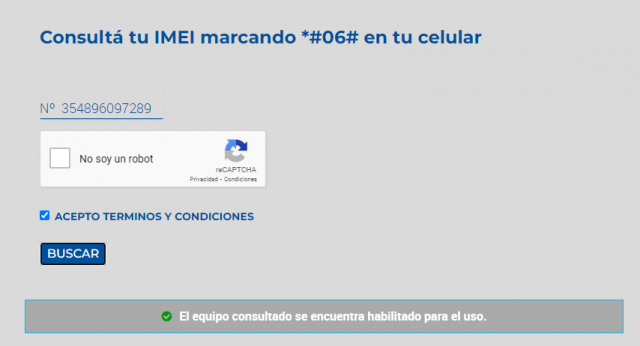 Consultá tu IMEI marcando *#06# en tu celular
Nº 354896097289
No soy un robot
reCAPTCHA
Privacidad - Condiciones
ACEPTO TERMINOS Y CONDICIONES
BUSCAR
El equipo consultado se encuentra habilitado para el uso.